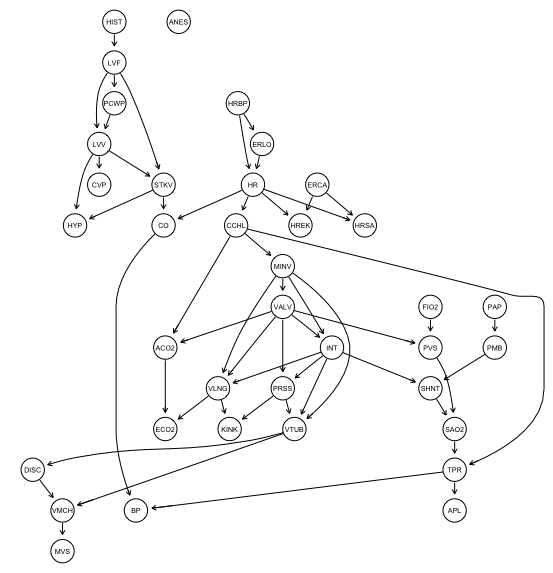 HIST ANES
LVF
PCWP HRBP
LVV ERLO
CVP STKV HR ERCA
HYP CO CCHL HREK HRSA
MINV
VALV FIO2 PAP
ACO2 INT PVS PMB
VLNG PRSS SHNT
ECO2 KINK VTUB SAO2
DISC TPR
VMCH BP APL
MVS